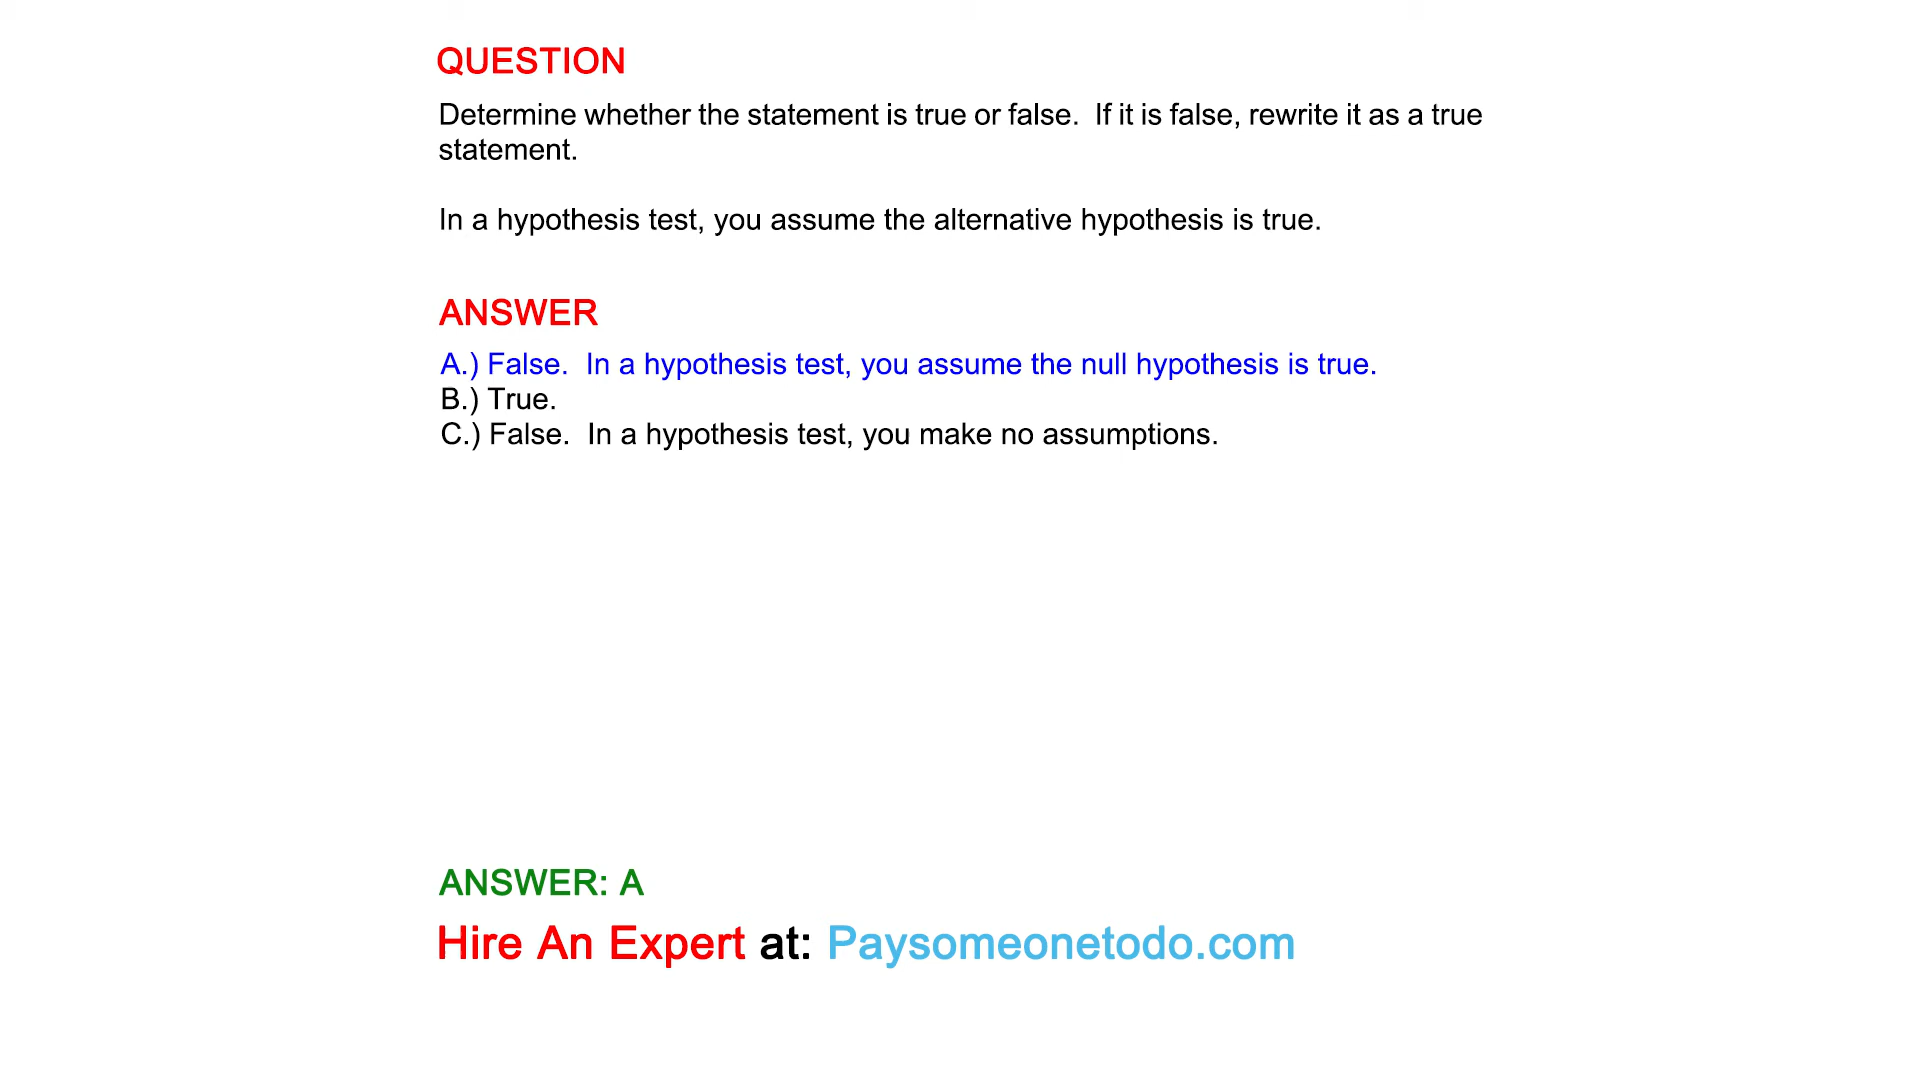 QUESTION
Determine whether the statement is true or false.  If it is false, rewrite it as a true
statement.
In a hypothesis test, you assume the alternative hypothesis is true.
ANSWER
A.) False.  In a hypothesis test, you assume the null hypothesis is true.
B.) True.
C.) False.  In a hypothesis test, you make no assumptions.
ANSWER: A
Hire An Expert at: Paysomeonetodo.com